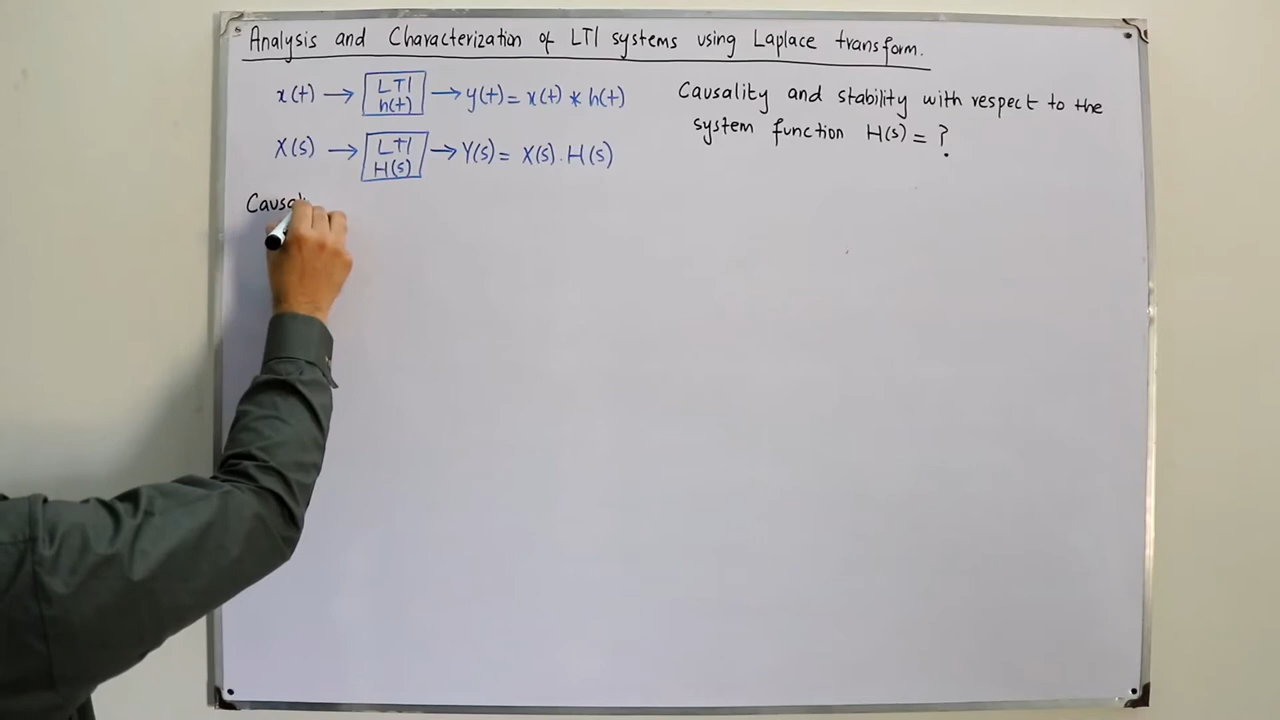 Analysis and Characterization of LTI systems using Laplace transform.
x(t) → LTI h(t) → y(t) = x(t) * h(t)
X(s) → LTI H(s) → Y(s) = X(s) . H(s)
Causality and stability with respect to the
system function H(s) = ?